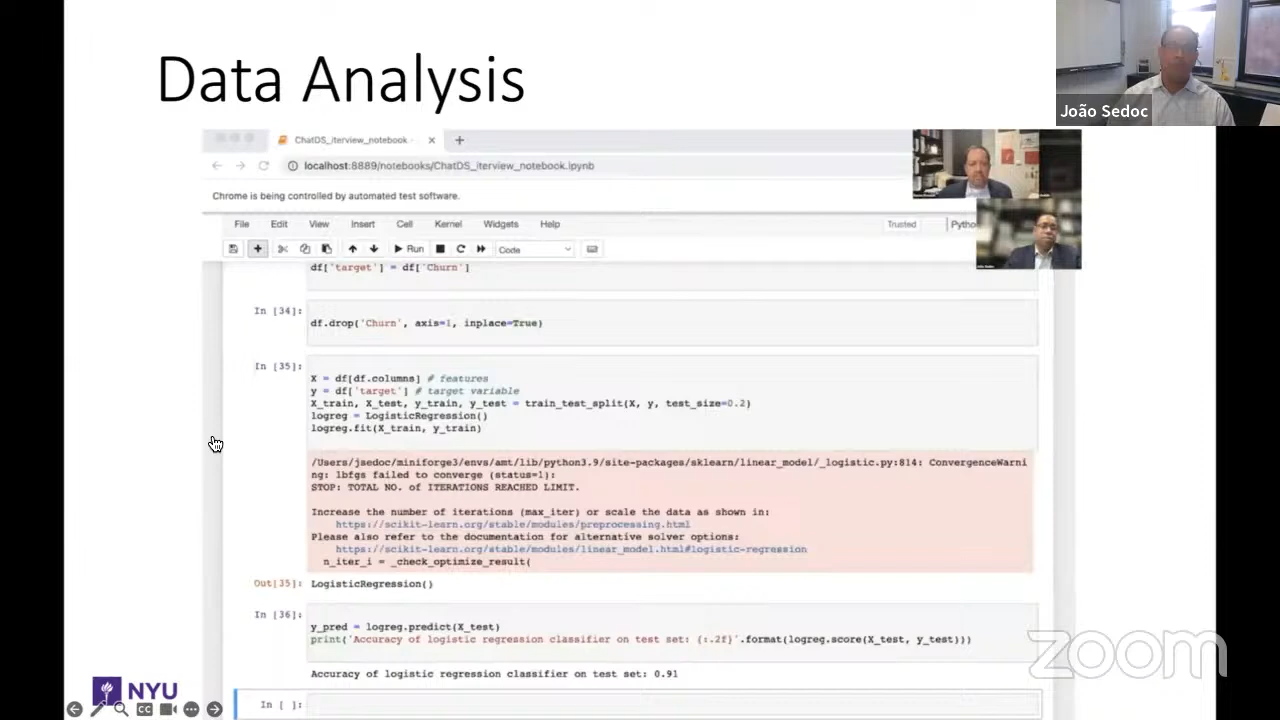 Data Analysis
João Sedoc
ChatDS_iterview_notebook -
localhost:8889/notebooks/ChatDS_iterview_notebook.ipynb
Chrome is being controlled by automated test software.
File Edit View Insert Cell Kernel Widgets Help
Trusted Python
Run Code
df['target'] = df['Churn']
In [34]:
df.drop('Churn', axis=1, inplace=True)
In [35]:
X = df[df.columns] # features
y = df['target'] # target variable
X_train, X_test, y_train, y_test = train_test_split(X, y, test_size=0.2)
logreg = LogisticRegression()
logreg.fit(X_train, y_train)
/Users/jsedoc/miniforge3/envs/amt/lib/python3.9/site-packages/sklearn/linear_model/_logistic.py:814: ConvergenceWarni
ng: lbfgs failed to converge (status=1):
STOP: TOTAL NO. of ITERATIONS REACHED LIMIT.
Increase the number of iterations (max_iter) or scale the data as shown in:
https://scikit-learn.org/stable/modules/preprocessing.html
Please also refer to the documentation for alternative solver options:
https://scikit-learn.org/stable/modules/linear_model.html#logistic-regression
n_iter_i = _check_optimize_result(
Out[35]: LogisticRegression()
In [36]:
y_pred = logreg.predict(X_test)
print('Accuracy of logistic regression classifier on test set: {:.2f}'.format(logreg.score(X_test, y_test)))
Accuracy of logistic regression classifier on test set: 0.91
In [ ]:
NYU
CC
zoom